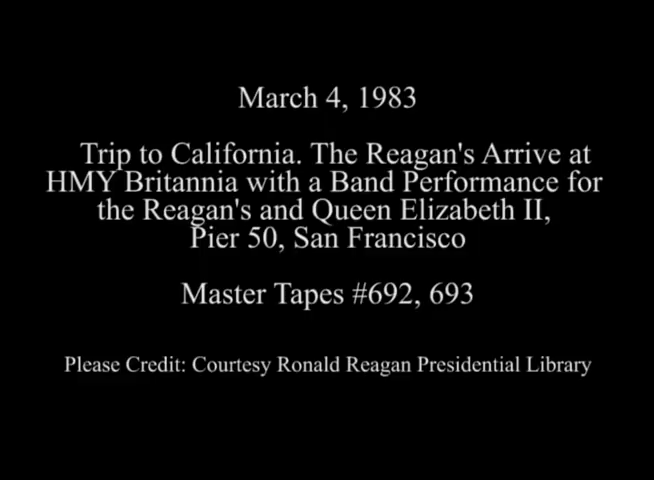 March 4, 1983
Trip to California. The Reagan's Arrive at
HMY Britannia with a Band Performance for
the Reagan's and Queen Elizabeth II,
Pier 50, San Francisco
Master Tapes #692, 693
Please Credit: Courtesy Ronald Reagan Presidential Library